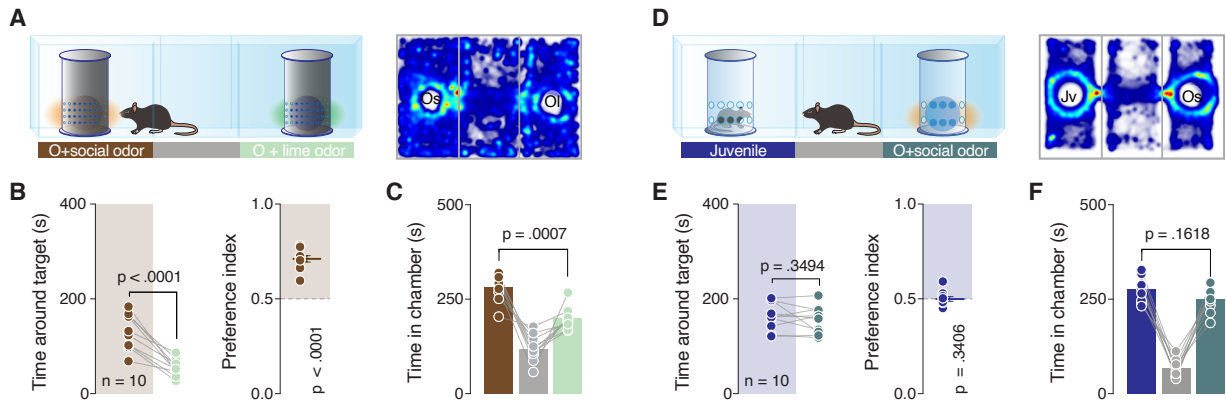 A
Os
Ol
O+social odor
O + lime odor
D
Jv
Os
Juvenile
O+social odor
B
Time around target (s)
400
200
0
p < .0001
n = 10
Preference index
1.0
0.5
0.0
p < .0001
C
Time in chamber (s)
500
250
0
p = .0007
E
Time around target (s)
400
200
0
p = .3494
n = 10
Preference index
1.0
0.5
0.0
p = .3406
F
Time in chamber (s)
500
250
0
p = .1618